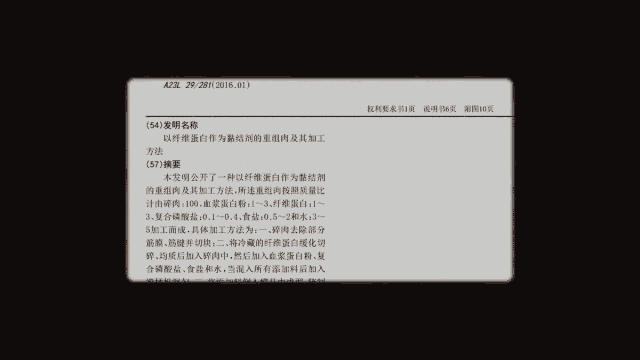 A23L 29/281(2016.01)
权利要求书1页 说明书6页 附图10页
(54)发明名称
以纤维蛋白作为黏结剂的重组肉及其加工
方法
(57)摘要
本发明公开了一种以纤维蛋白作为黏结剂
的重组肉及其加工方法,所述重组肉按照质量比
计由碎肉:100,血浆蛋白粉:1~3、纤维蛋白:1~
3、复合磷酸盐:0.1~0.4、食盐:0.5~2和水:3~
5加工而成,具体加工方法为:一、碎肉去除部分
筋膜、筋腱并切块;二、将冷藏的纤维蛋白缓化切
碎、均质后加入碎肉中,然后加入血浆蛋白粉、复
合磷酸盐、食盐和水,当混入所有添加料后加入